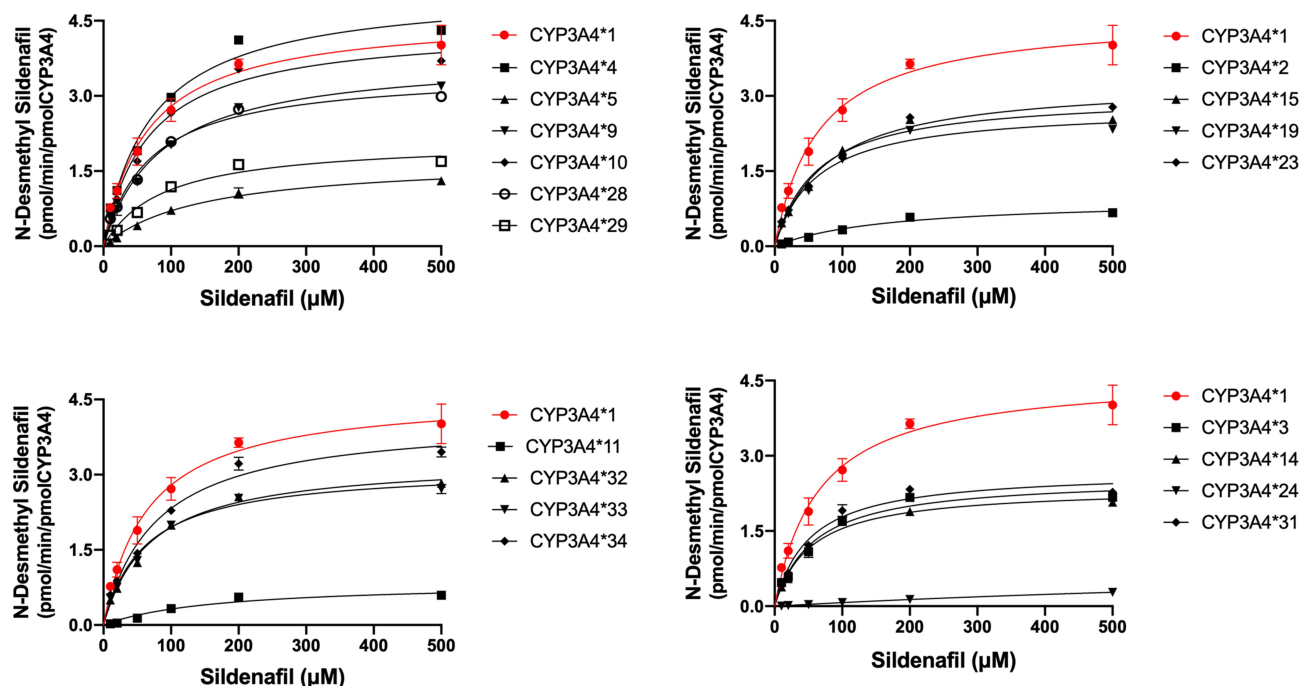 N-Desmethyl Sildenafil
(pmol/min/pmolCYP3A4)
4.5
3.0
1.5
0.0
0
100
200
300
400
500
Sildenafil (µM)
CYP3A4*1
CYP3A4*4
CYP3A4*5
CYP3A4*9
CYP3A4*10
CYP3A4*28
CYP3A4*29
N-Desmethyl Sildenafil
(pmol/min/pmolCYP3A4)
4.5
3.0
1.5
0.0
0
100
200
300
400
500
Sildenafil (µM)
CYP3A4*1
CYP3A4*2
CYP3A4*15
CYP3A4*19
CYP3A4*23
N-Desmethyl Sildenafil
(pmol/min/pmolCYP3A4)
4.5
3.0
1.5
0.0
0
100
200
300
400
500
Sildenafil (µM)
CYP3A4*1
CYP3A4*11
CYP3A4*32
CYP3A4*33
CYP3A4*34
N-Desmethyl Sildenafil
(pmol/min/pmolCYP3A4)
4.5
3.0
1.5
0.0
0
100
200
300
400
500
Sildenafil (µM)
CYP3A4*1
CYP3A4*3
CYP3A4*14
CYP3A4*24
CYP3A4*31